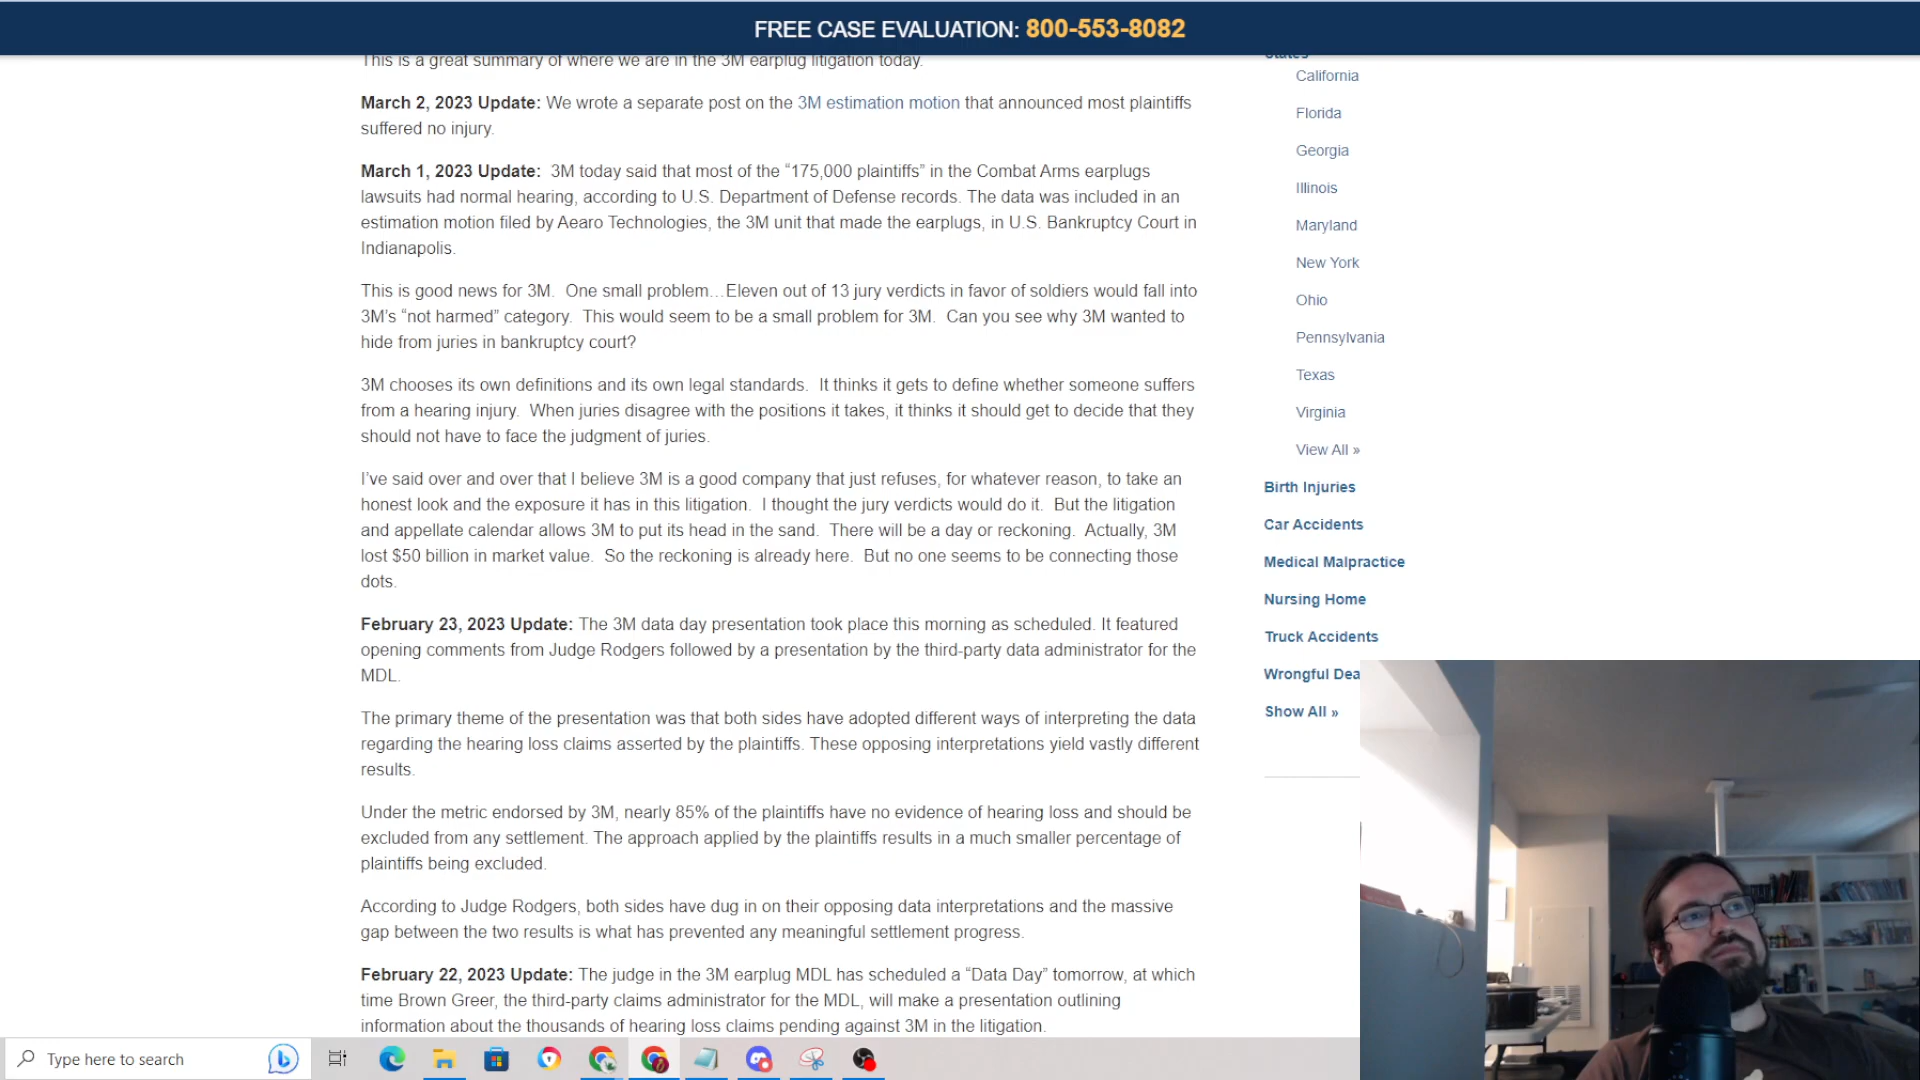 FREE CASE EVALUATION: 800-553-8082
This is a great summary of where we are in the 3M earplug litigation today.
March 2, 2023 Update: We wrote a separate post on the 3M estimation motion that announced most plaintiffs
suffered no injury.
March 1, 2023 Update:  3M today said that most of the “175,000 plaintiffs” in the Combat Arms earplugs
lawsuits had normal hearing, according to U.S. Department of Defense records. The data was included in an
estimation motion filed by Aearo Technologies, the 3M unit that made the earplugs, in U.S. Bankruptcy Court in
Indianapolis.
This is good news for 3M.  One small problem…Eleven out of 13 jury verdicts in favor of soldiers would fall into
3M’s “not harmed” category.  This would seem to be a small problem for 3M.  Can you see why 3M wanted to
hide from juries in bankruptcy court?
3M chooses its own definitions and its own legal standards.  It thinks it gets to define whether someone suffers
from a hearing injury.  When juries disagree with the positions it takes, it thinks it should get to decide that they
should not have to face the judgment of juries.
I’ve said over and over that I believe 3M is a good company that just refuses, for whatever reason, to take an
honest look and the exposure it has in this litigation.  I thought the jury verdicts would do it.  But the litigation
and appellate calendar allows 3M to put its head in the sand.  There will be a day or reckoning.  Actually, 3M
lost $50 billion in market value.  So the reckoning is already here.  But no one seems to be connecting those
dots.
February 23, 2023 Update: The 3M data day presentation took place this morning as scheduled. It featured
opening comments from Judge Rodgers followed by a presentation by the third-party data administrator for the
MDL.
The primary theme of the presentation was that both sides have adopted different ways of interpreting the data
regarding the hearing loss claims asserted by the plaintiffs. These opposing interpretations yield vastly different
results.
Under the metric endorsed by 3M, nearly 85% of the plaintiffs have no evidence of hearing loss and should be
excluded from any settlement. The approach applied by the plaintiffs results in a much smaller percentage of
plaintiffs being excluded.
According to Judge Rodgers, both sides have dug in on their opposing data interpretations and the massive
gap between the two results is what has prevented any meaningful settlement progress.
February 22, 2023 Update: The judge in the 3M earplug MDL has scheduled a “Data Day” tomorrow, at which
time Brown Greer, the third-party claims administrator for the MDL, will make a presentation outlining
information about the thousands of hearing loss claims pending against 3M in the litigation.
States
California
Florida
Georgia
Illinois
Maryland
New York
Ohio
Pennsylvania
Texas
Virginia
View All »
Birth Injuries
Car Accidents
Medical Malpractice
Nursing Home
Truck Accidents
Wrongful Dea
Show All »
Type here to search